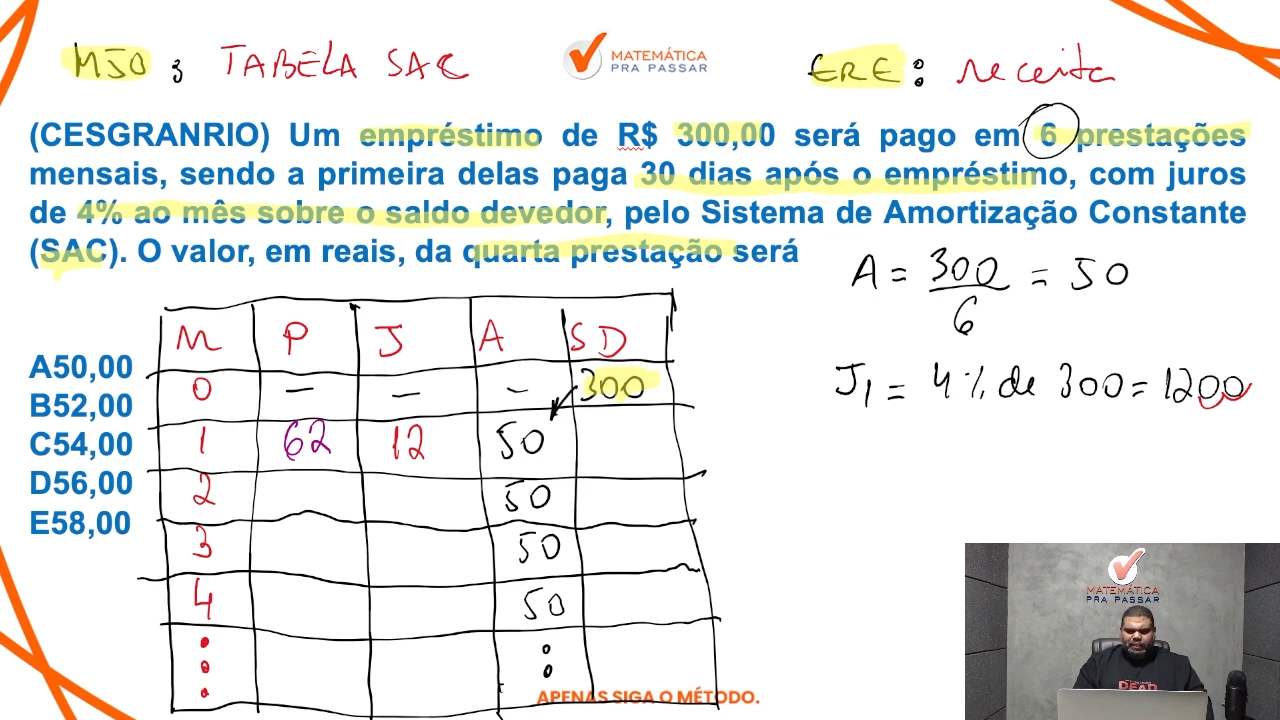 MJO : TABELA SAC
MATEMÁTICA
PRA PASSAR
ERE : receita
(CESGRANRIO) Um empréstimo de R$ 300,00 será pago em 6 prestações
mensais, sendo a primeira delas paga 30 dias após o empréstimo, com juros
de 4% ao mês sobre o saldo devedor, pelo Sistema de Amortização Constante
(SAC). O valor, em reais, da quarta prestação será
A = 300/6 = 50
J1 = 4% de 300 = 1200
A50,00
B52,00
C54,00
D56,00
E58,00
M P J A SD
0 – – – 300
1 62 12 50
2 50
3 50
4 50
MATEMÁTICA
PRA PASSAR
DEAD
APENAS SIGA O MÉTODO.